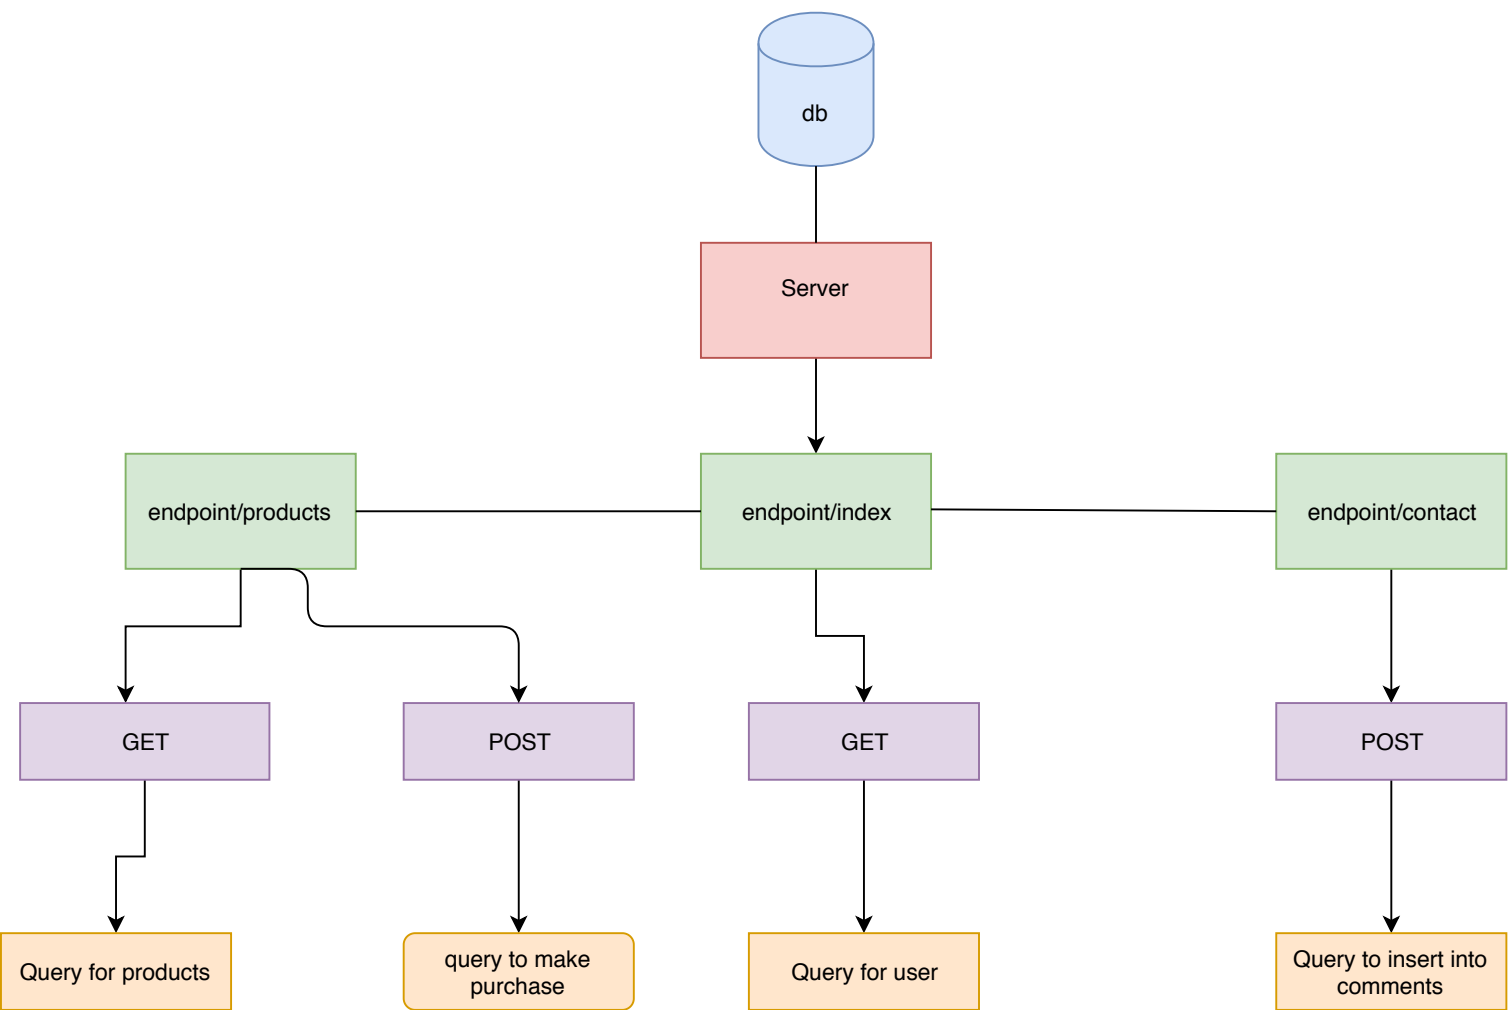 db
Server
endpoint/products
endpoint/index
endpoint/contact
GET
POST
GET
POST
Query for products
query to make
purchase
Query for user
Query to insert into
comments